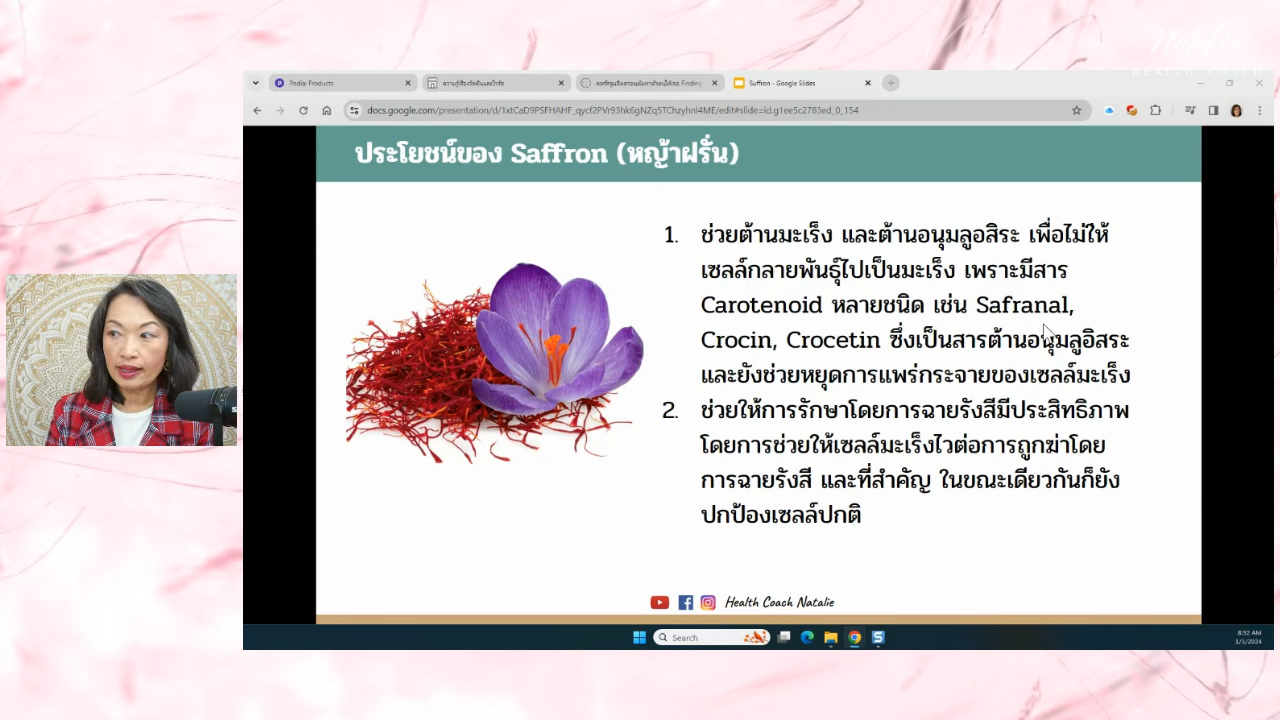 Natalie
HEALTH COACH
Podia: Products
Saffron - Google Slides
docs.google.com/presentation/d/1xtCaD9PSFHAHF_qycf2PVr93hk6gNZq5TChzyhnl4ME/edit#slide=id.g1ee5c2783ed_0_154
ประโยชน์ของ Saffron (หญ้าฝรั่น)
1. ช่วยต้านมะเร็ง และต้านอนุมลูอสิระ เพื่อไม่ให้
เซลล์กลายพันธุ์ไปเป็นมะเร็ง เพราะมีสาร
Carotenoid หลายชนิด เช่น Safranal,
Crocin, Crocetin ซึ่งเป็นสารต้านอนุมลูอิสระ
และยังช่วยหยุดการแพร่กระจายของเซลล์มะเร็ง
2. ช่วยให้การรักษาโดยการฉายรังสีมีประสิทธิภาพ
โดยการช่วยให้เซลล์มะเร็งไวต่อการถูกฆ่าโดย
การฉายรังสี และที่สำคัญ ในขณะเดียวกันก็ยัง
ปกป้องเซลล์ปกติ
Health Coach Natalie
Search
8:52 AM
3/5/2024